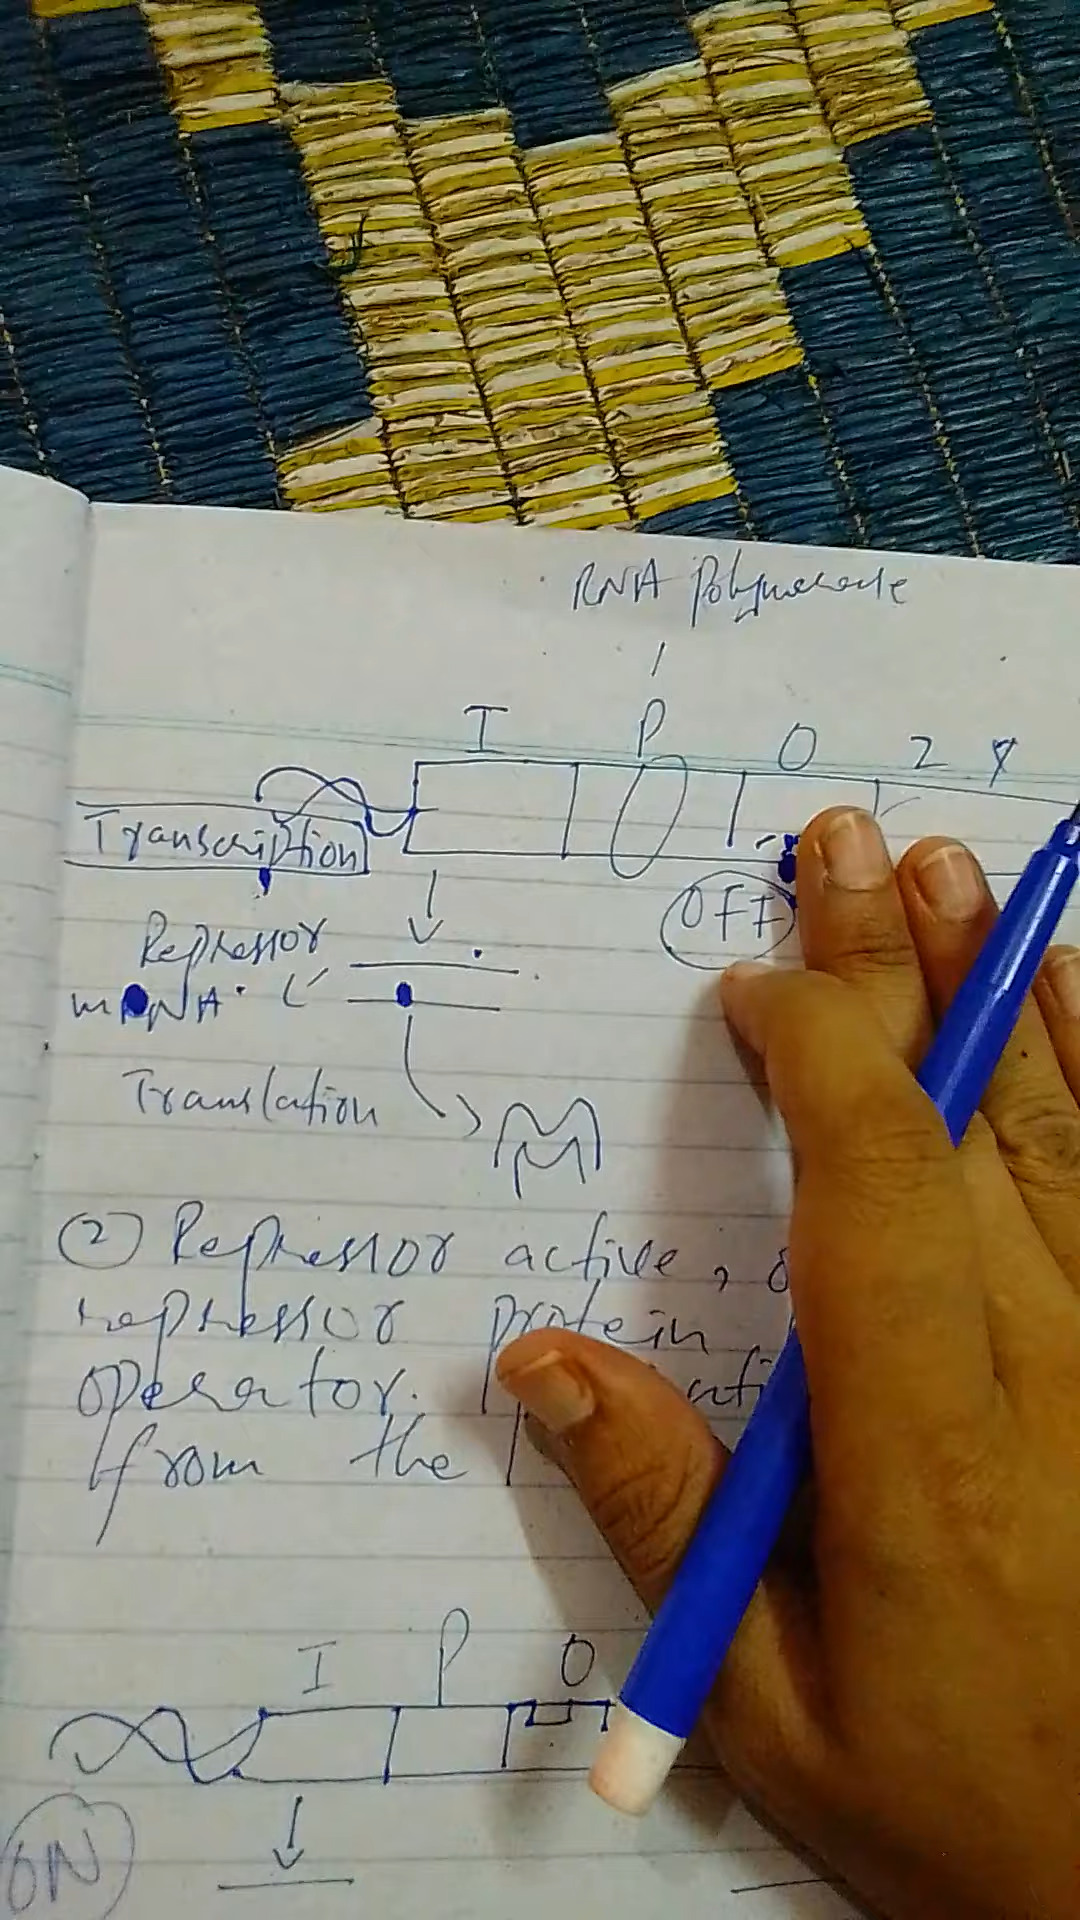 RNA Polymerase
I P O Z Y
Transcription
OFF
Repressor
mRNA
Translation
② Repressor active,
repressor protein
operator.
from the
I P O
ON